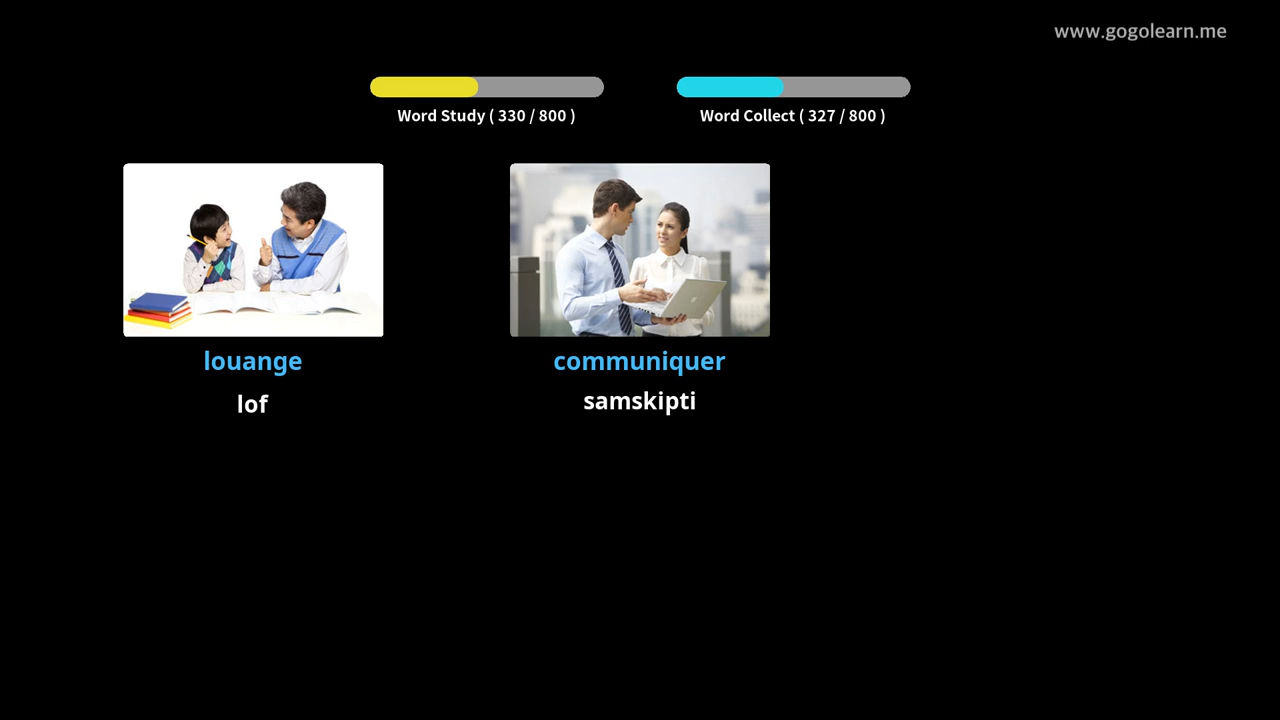 www.gogolearn.me
Word Study ( 330 / 800 )
Word Collect ( 327 / 800 )
louange
lof
communiquer
samskipti